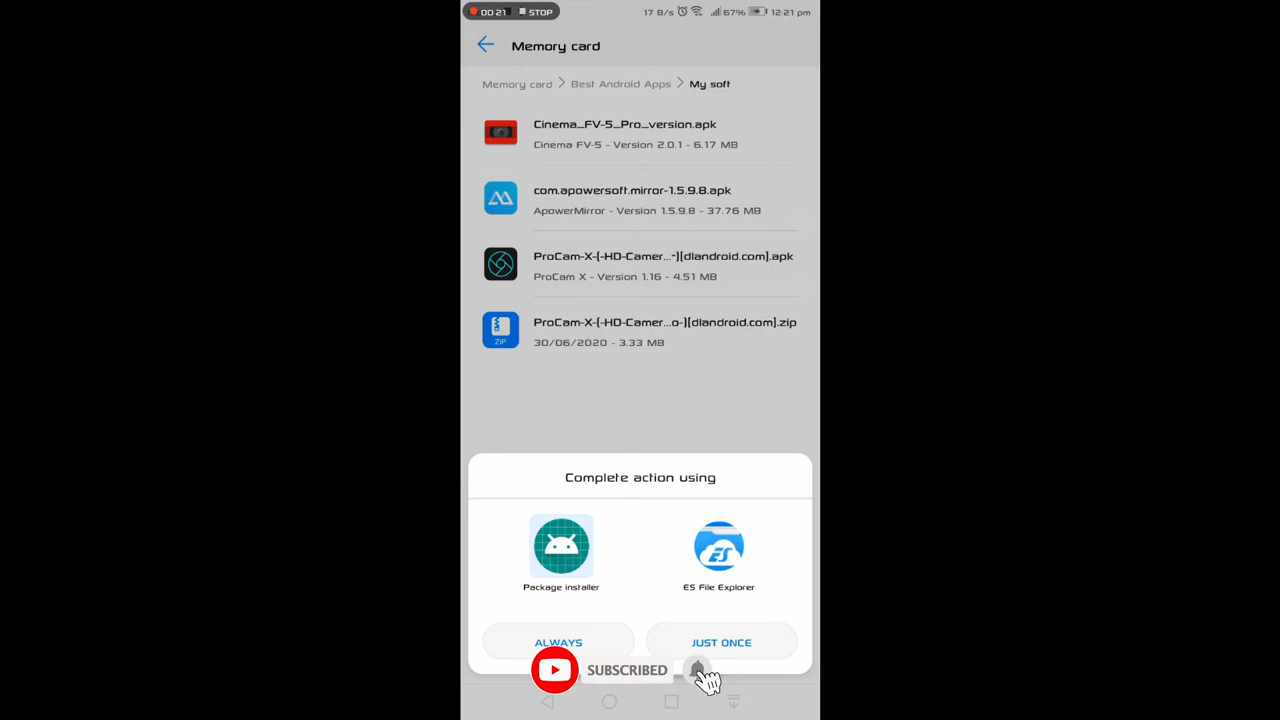 00:21 STOP 17 B/s 67% 12:21 pm
Memory card
Memory card > Best Android Apps > My soft
Cinema_FV-5_Pro_version.apk
Cinema FV-5 - Version 2.0.1 - 6.17 MB
com.apowersoft.mirror-1.5.9.8.apk
ApowerMirror - Version 1.5.9.8 - 37.76 MB
ProCam-X-(-HD-Camer...-)[dlandroid.com].apk
ProCam X - Version 1.16 - 4.51 MB
ProCam-X-(-HD-Camer...o-)[dlandroid.com].zip
ZIP
30/06/2020 - 3.33 MB
Complete action using
ES
Package installer ES File Explorer
ALWAYS JUST ONCE
SUBSCRIBED